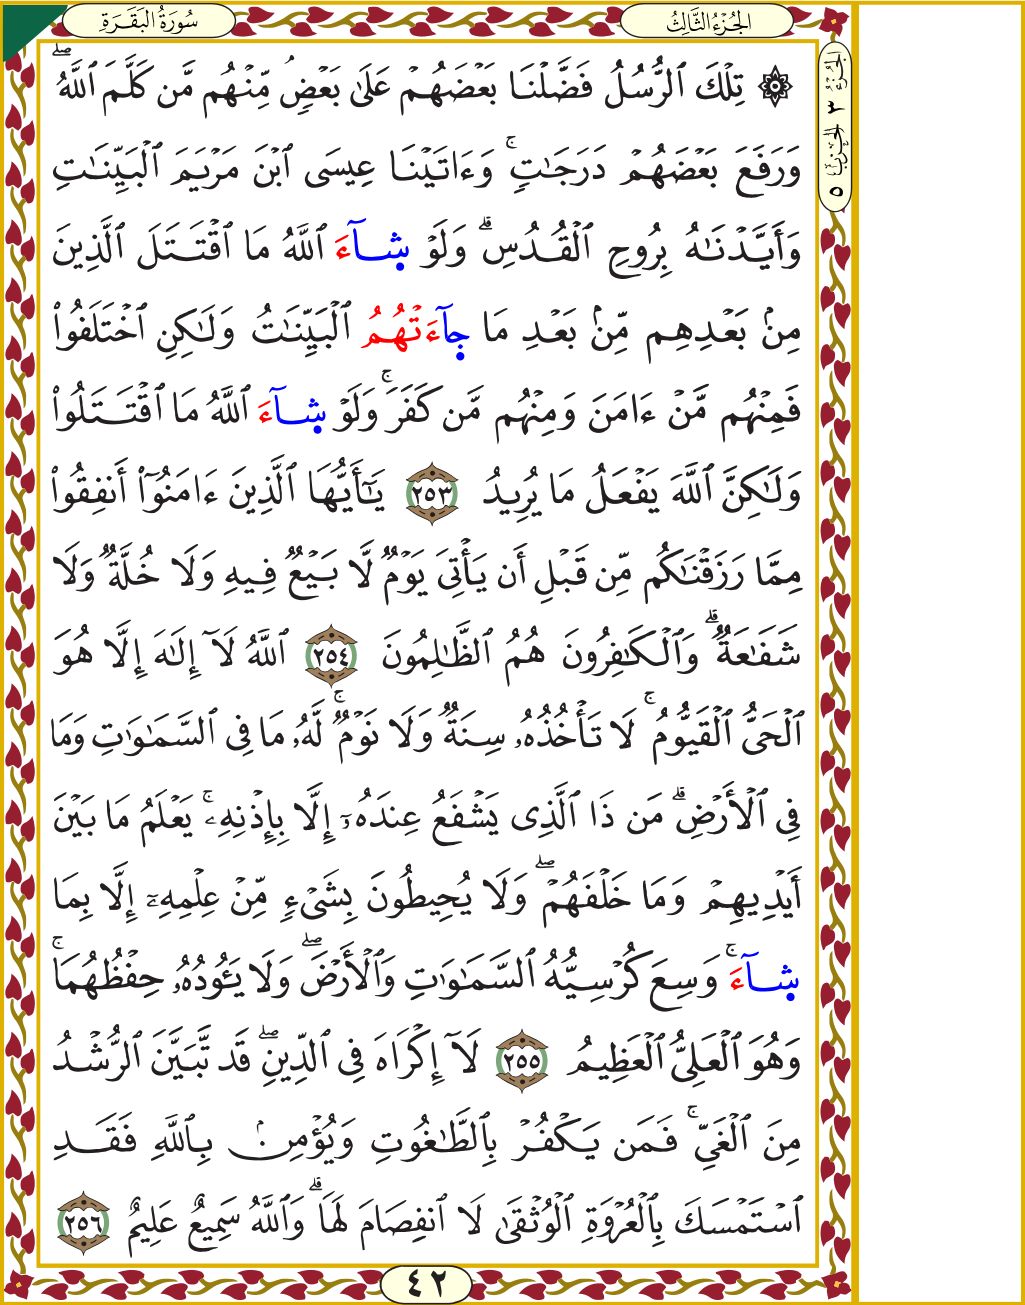 الجُزْءُ الثَّالِثُ
سُورَةُ البَقَرَةِ
الجُزْءُ ٣ الحِزْبُ ٥
۞ تِلۡكَ ٱلرُّسُلُ فَضَّلۡنَا بَعۡضَهُمۡ عَلَىٰ بَعۡضٖۘ مِّنۡهُم مَّن كَلَّمَ ٱللَّهُۖ
وَرَفَعَ بَعۡضَهُمۡ دَرَجَٰتٖۚ وَءَاتَيۡنَا عِيسَى ٱبۡنَ مَرۡيَمَ ٱلۡبَيِّنَٰتِ
وَأَيَّدۡنَٰهُ بِرُوحِ ٱلۡقُدُسِۗ وَلَوۡ شَآءَ ٱللَّهُ مَا ٱقۡتَتَلَ ٱلَّذِينَ
مِنۢ بَعۡدِهِم مِّنۢ بَعۡدِ مَا جَآءَتۡهُمُ ٱلۡبَيِّنَٰتُ وَلَٰكِنِ ٱخۡتَلَفُواْ
فَمِنۡهُم مَّنۡ ءَامَنَ وَمِنۡهُم مَّن كَفَرَۚ وَلَوۡ شَآءَ ٱللَّهُ مَا ٱقۡتَتَلُواْ
وَلَٰكِنَّ ٱللَّهَ يَفۡعَلُ مَا يُرِيدُ ٢٥٣ يَٰٓأَيُّهَا ٱلَّذِينَ ءَامَنُوٓاْ أَنفِقُواْ
مِمَّا رَزَقۡنَٰكُم مِّن قَبۡلِ أَن يَأۡتِيَ يَوۡمٞ لَّا بَيۡعٞ فِيهِ وَلَا خُلَّةٞ وَلَا
شَفَٰعَةٞۗ وَٱلۡكَٰفِرُونَ هُمُ ٱلظَّٰلِمُونَ ٢٥٤ ٱللَّهُ لَآ إِلَٰهَ إِلَّا هُوَ
ٱلۡحَيُّ ٱلۡقَيُّومُۚ لَا تَأۡخُذُهُۥ سِنَةٞ وَلَا نَوۡمٞۚ لَّهُۥ مَا فِي ٱلسَّمَٰوَٰتِ وَمَا
فِي ٱلۡأَرۡضِۗ مَن ذَا ٱلَّذِي يَشۡفَعُ عِندَهُۥٓ إِلَّا بِإِذۡنِهِۦۚ يَعۡلَمُ مَا بَيۡنَ
أَيۡدِيهِمۡ وَمَا خَلۡفَهُمۡۖ وَلَا يُحِيطُونَ بِشَيۡءٖ مِّنۡ عِلۡمِهِۦٓ إِلَّا بِمَا
شَآءَۚ وَسِعَ كُرۡسِيُّهُ ٱلسَّمَٰوَٰتِ وَٱلۡأَرۡضَۖ وَلَا يَـُٔودُهُۥ حِفۡظُهُمَاۚ
وَهُوَ ٱلۡعَلِيُّ ٱلۡعَظِيمُ ٢٥٥ لَآ إِكۡرَاهَ فِي ٱلدِّينِۖ قَد تَّبَيَّنَ ٱلرُّشۡدُ
مِنَ ٱلۡغَيِّۚ فَمَن يَكۡفُرۡ بِٱلطَّٰغُوتِ وَيُؤۡمِنۢ بِٱللَّهِ فَقَدِ
ٱسۡتَمۡسَكَ بِٱلۡعُرۡوَةِ ٱلۡوُثۡقَىٰ لَا ٱنفِصَامَ لَهَاۗ وَٱللَّهُ سَمِيعٌ عَلِيمٌ ٢٥٦
٤٢